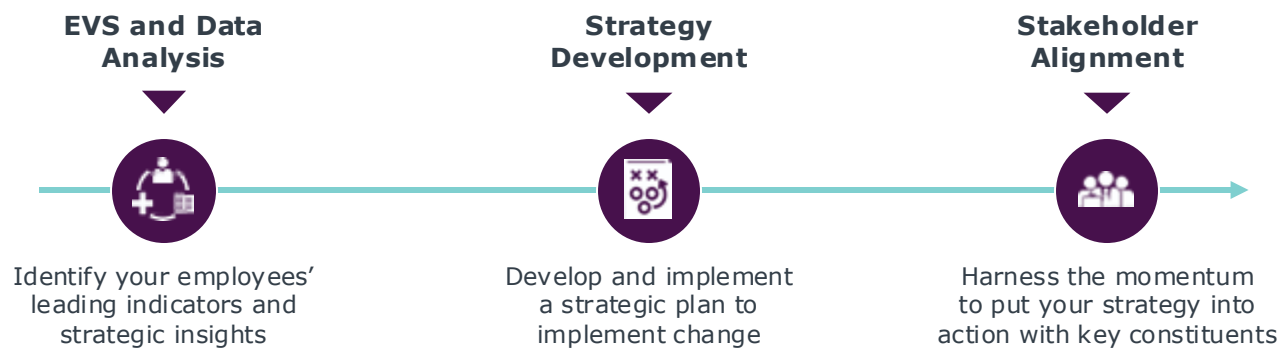 EVS and Data
Analysis
Identify your employees’
leading indicators and
strategic insights
Strategy
Development
Develop and implement
a strategic plan to
implement change
Stakeholder
Alignment
Harness the momentum
to put your strategy into
action with key constituents